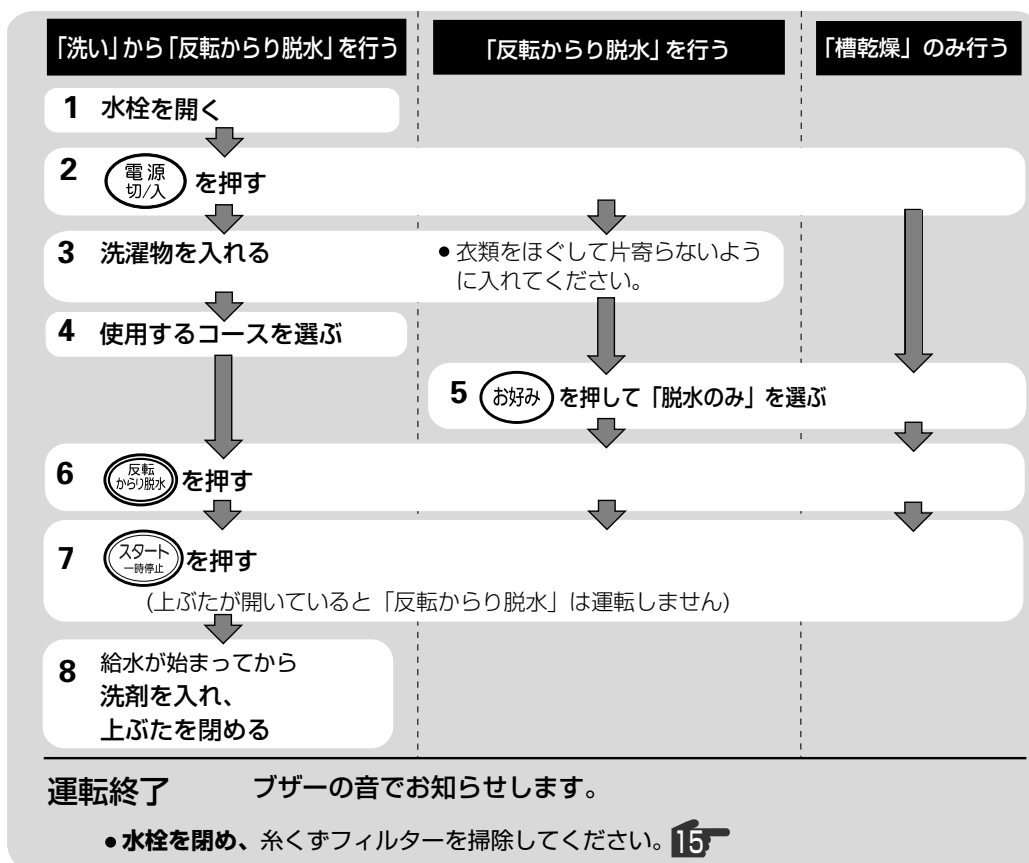 「洗い」から「反転からり脱水」を行う
「反転からり脱水」を行う
「槽乾燥」のみ行う
1 水栓を開く
2 電源 切/入 を押す
3 洗濯物を入れる
●衣類をほぐして片寄らないよう
に入れてください。
4 使用するコースを選ぶ
5 お好み を押して「脱水のみ」を選ぶ
6 反転 からり脱水 を押す
7 スタート 一時停止 を押す
(上ぶたが開いていると「反転からり脱水」は運転しません)
8 給水が始まってから
洗剤を入れ、
上ぶたを閉める
運転終了 ブザーの音でお知らせします。
●水栓を閉め、糸くずフィルターを掃除してください。15